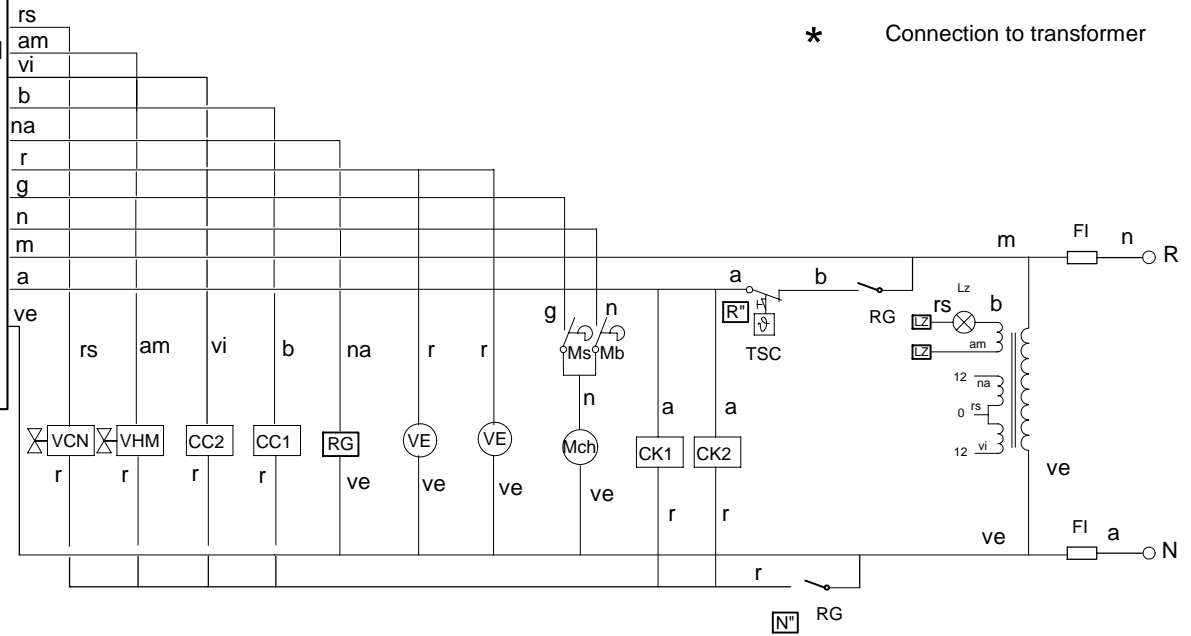 rs
* Connection to transformer
am
vi
b
na
r
g
n
m
m FI n R
a
a b Lz
R" RG LZ rs b
ve
g n
rs am vi b na r r Ms Mb ϑ TSC LZ am
12 na
n
0 rs
a a
VCN VHM CC2 CC1 RG VE VE Mch CK1 CK2 12 vi
r r r r ve ve ve ve ve
r r
ve FI a N
r
N" RG